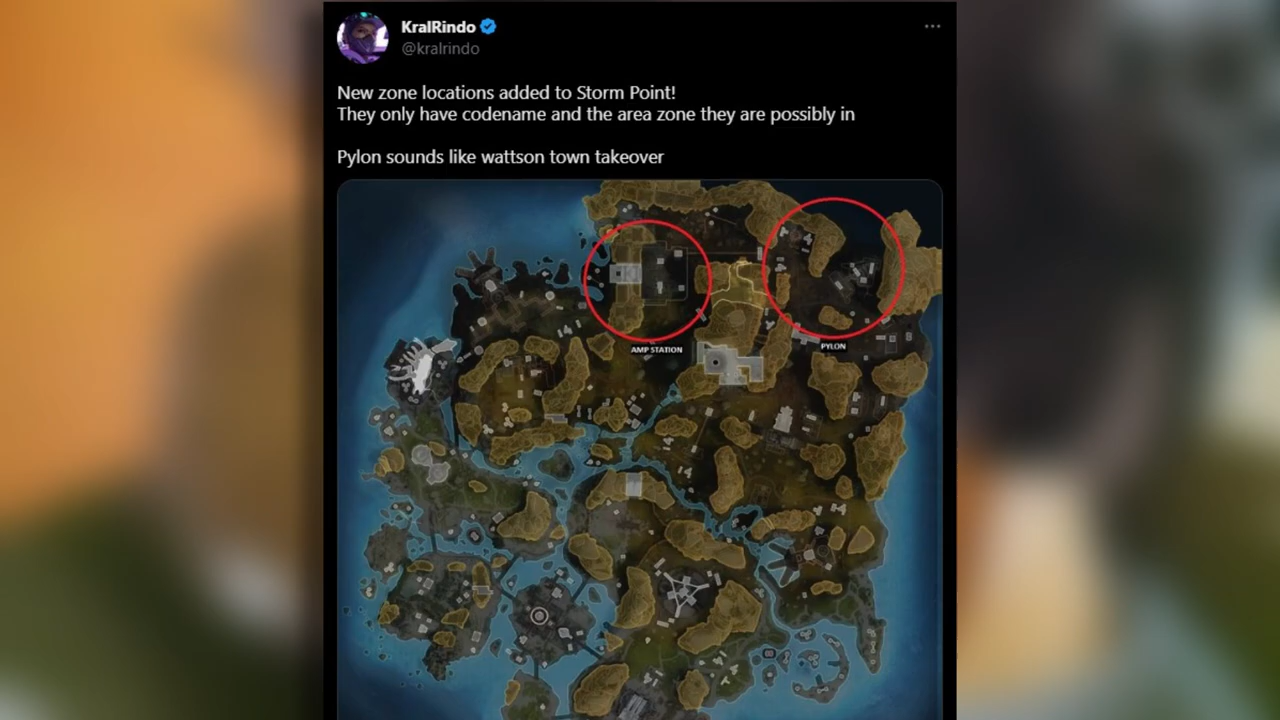 KralRindo
@kralrindo
New zone locations added to Storm Point!
They only have codename and the area zone they are possibly in
Pylon sounds like wattson town takeover
AMP STATION
PYLON